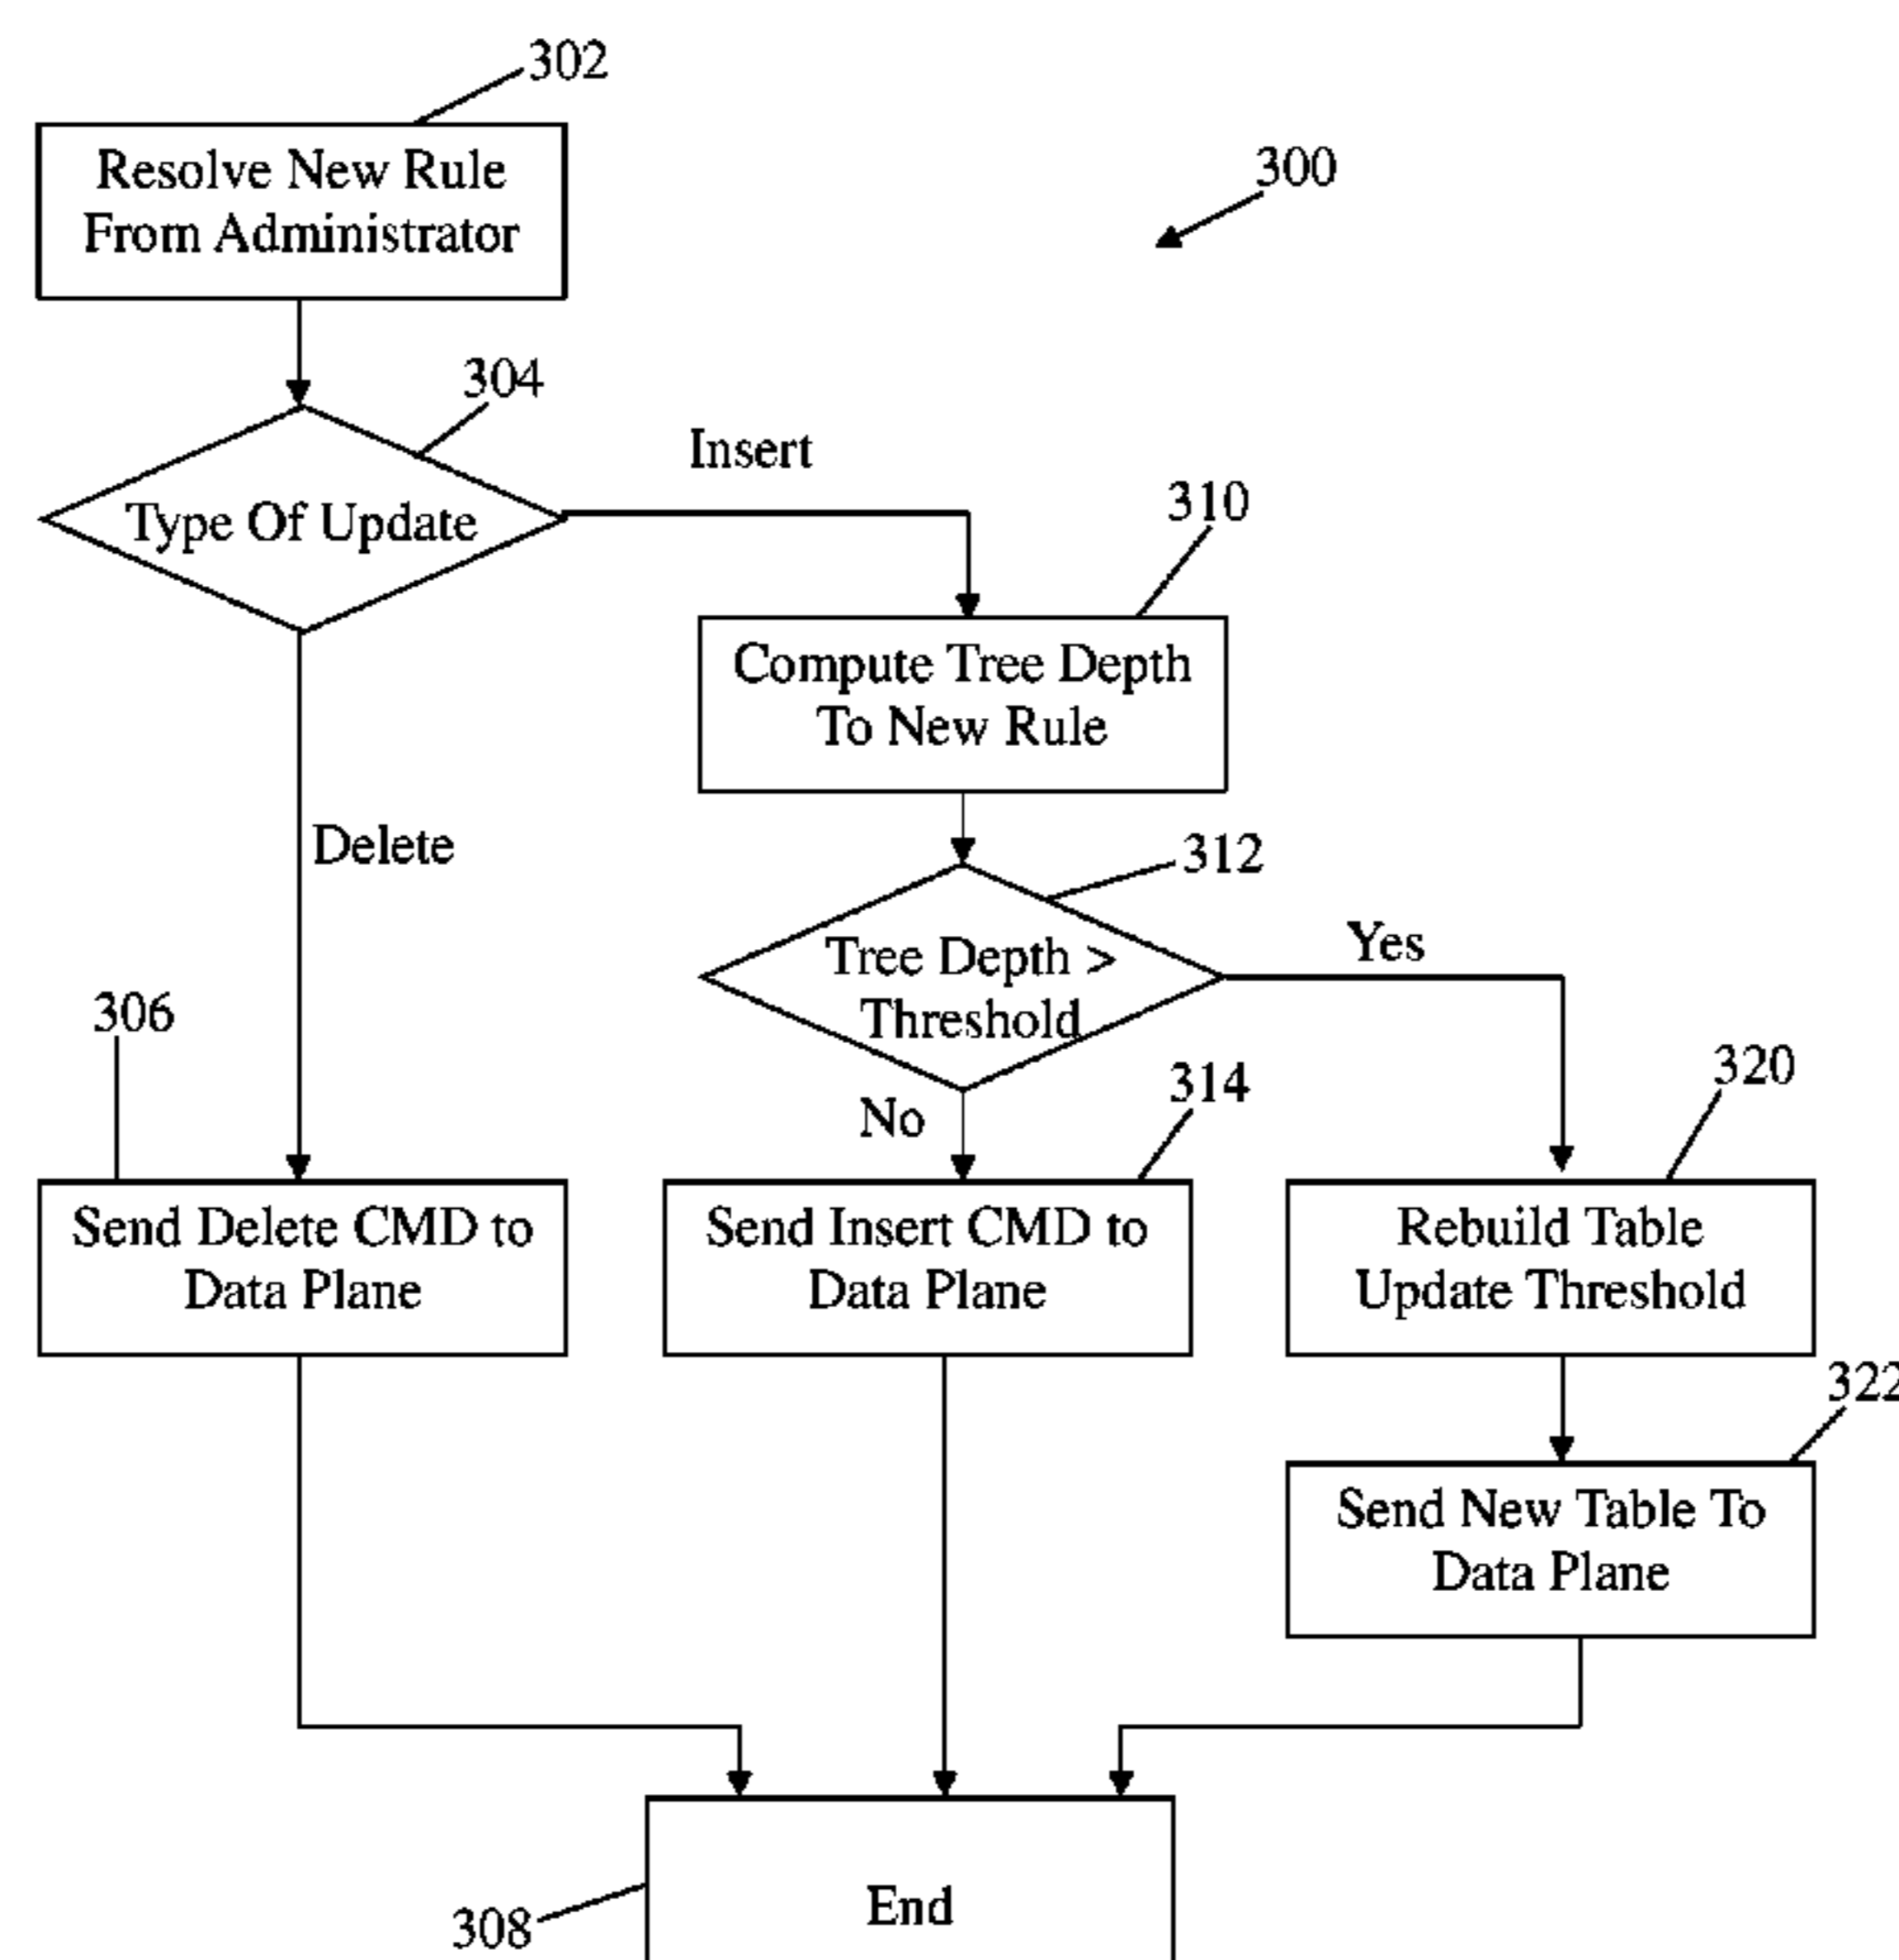 302
Resolve New Rule
From Administrator
300
304
Type Of Update
Insert
310
Compute Tree Depth
To New Rule
Delete
312
Tree Depth >
Threshold
Yes
No
306
314
320
Send Delete CMD to
Data Plane
Send Insert CMD to
Data Plane
Rebuild Table
Update Threshold
322
Send New Table To
Data Plane
End
308